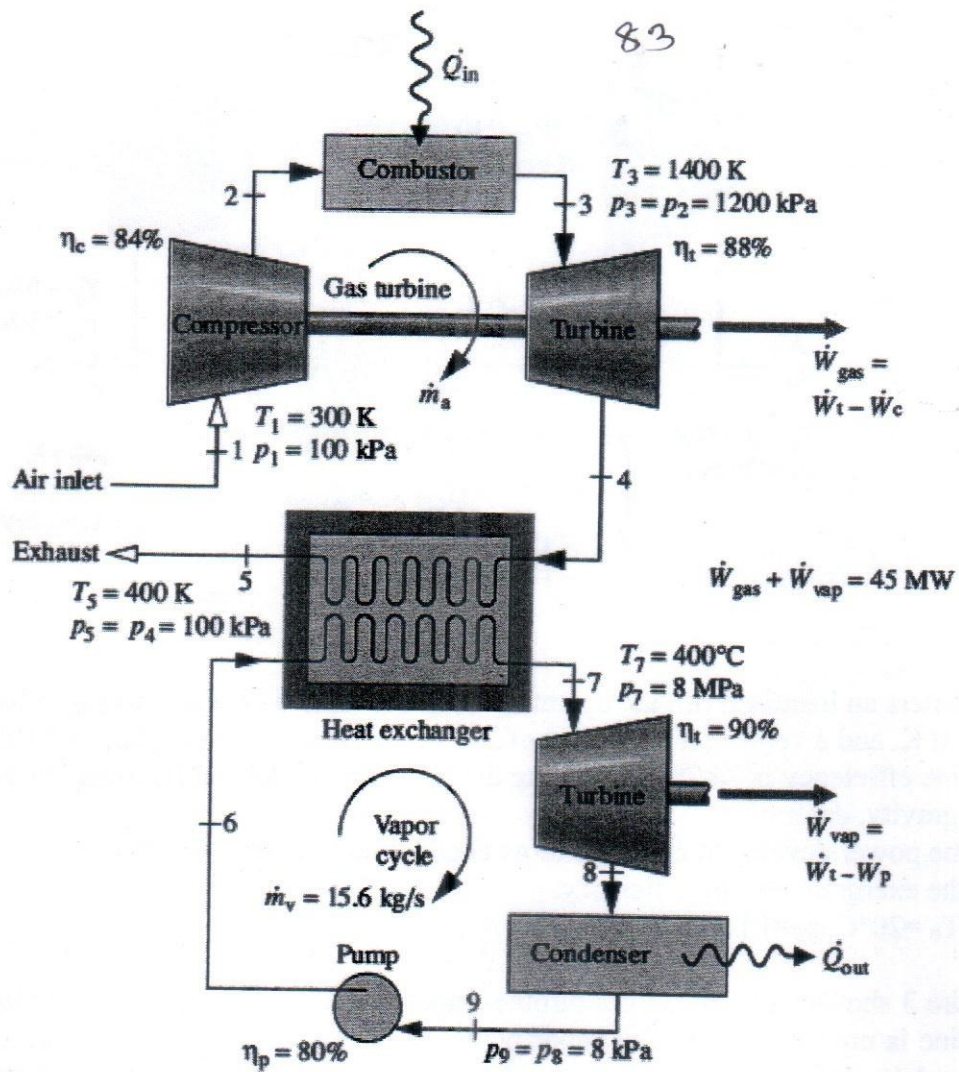 83
Q̇in
Combustor
T3 = 1400 K
p3 = p2 = 1200 kPa
2
3
ηc = 84%
ηt = 88%
Gas turbine
Compressor
Turbine
ṁa
Ẇgas =
Ẇt – Ẇc
T1 = 300 K
1 p1 = 100 kPa
Air inlet
4
Exhaust
5
T5 = 400 K
p5 = p4 = 100 kPa
Ẇgas + Ẇvap = 45 MW
T7 = 400°C
p7 = 8 MPa
7
Heat exchanger
ηt = 90%
Turbine
6
Vapor
cycle
ṁv = 15.6 kg/s
Ẇvap =
Ẇt – Ẇp
8
Pump
Condenser
Q̇out
9
ηp = 80%
p9 = p8 = 8 kPa